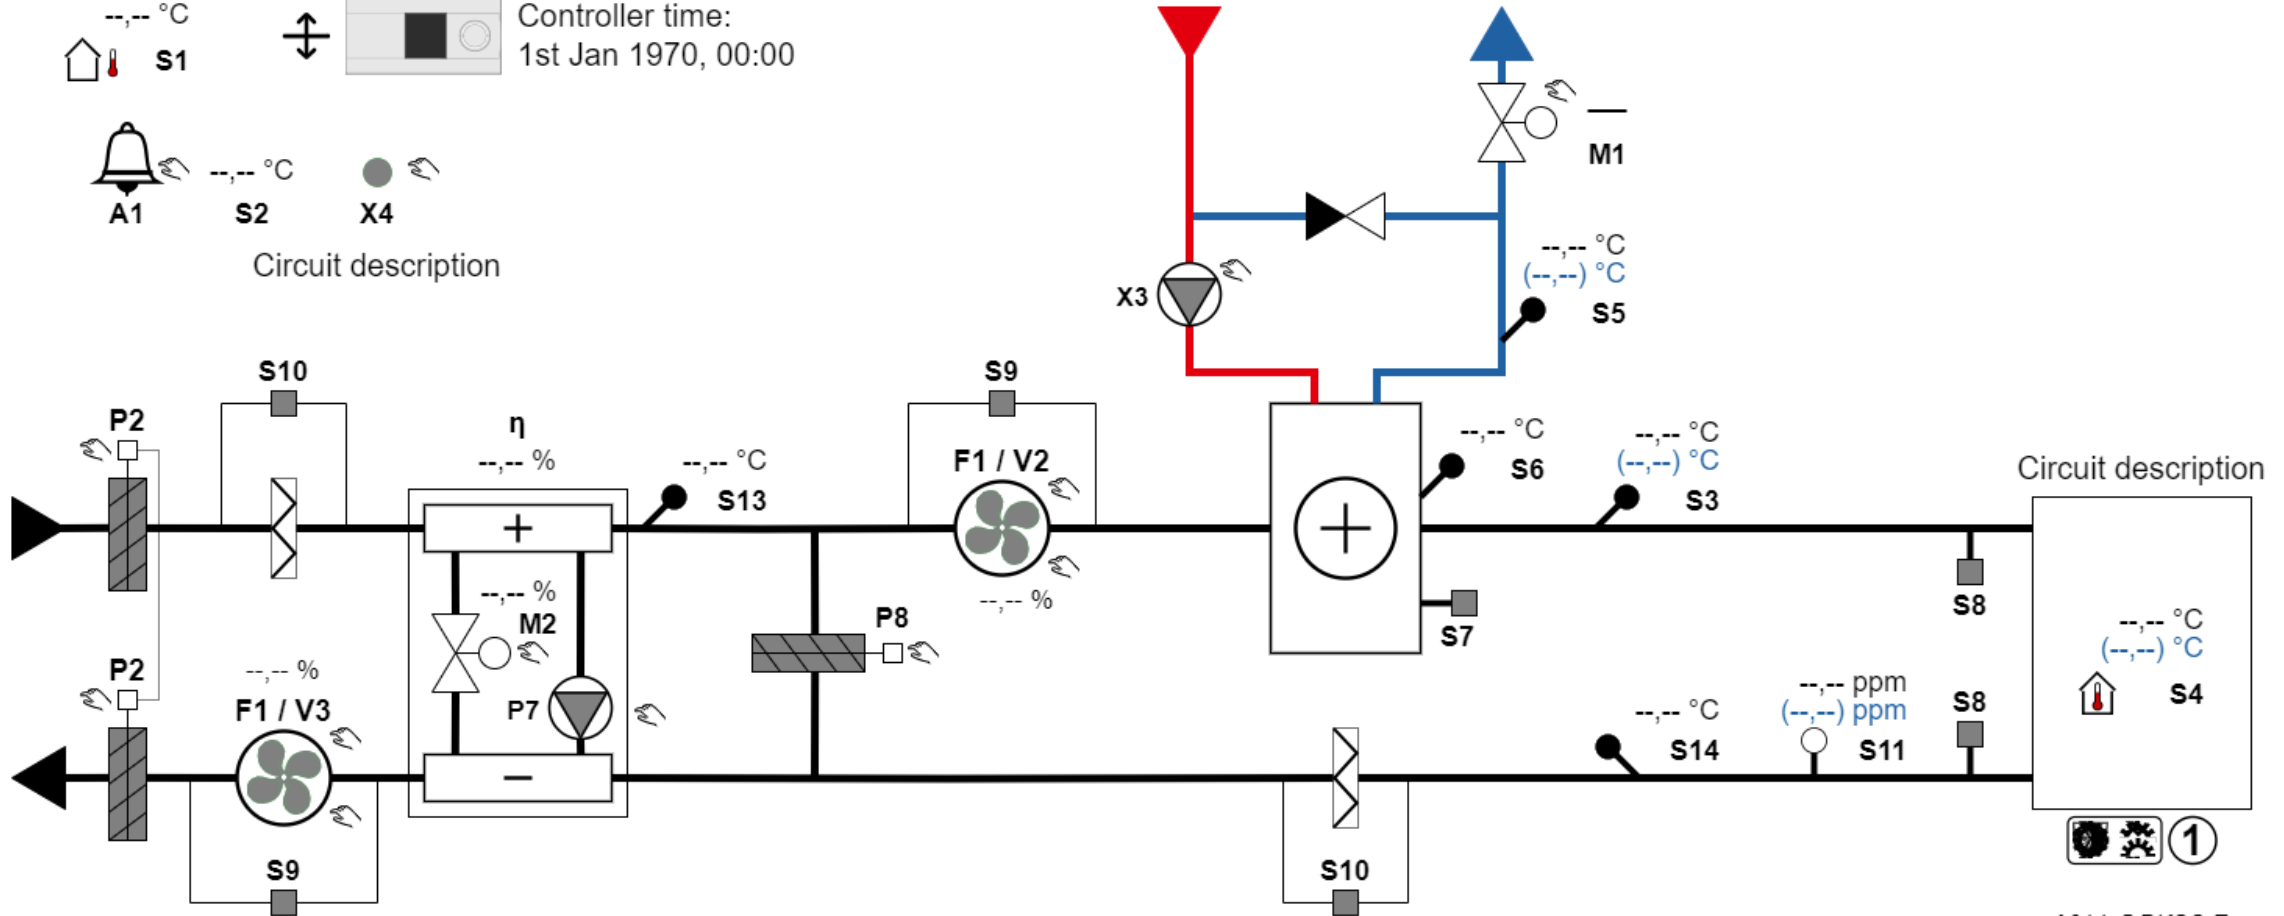 --,-- °C
S1
Controller time:
1st Jan 1970, 00:00
A1
--,-- °C
S2
X4
Circuit description
M1
--,-- °C
(--,--) °C
S5
X3
S10
P2
η
--,-- %
--,-- °C
S13
S9
F1 / V2
--,-- %
--,-- °C
S6
--,-- °C
(--,--) °C
S3
Circuit description
--,-- %
M2
P7
P8
S7
S8
--,-- °C
(--,--) °C
S4
P2
--,-- %
F1 / V3
S9
--,-- °C
S14
--,-- ppm
(--,--) ppm
S11
S8
S10
1